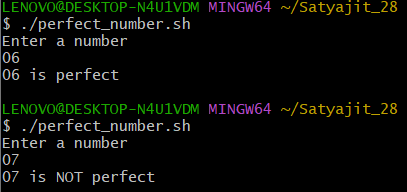 LENOVO@DESKTOP-N4U1VDM MINGW64 ~/Satyajit_28
$ ./perfect_number.sh
Enter a number
06
06 is perfect
LENOVO@DESKTOP-N4U1VDM MINGW64 ~/Satyajit_28
$ ./perfect_number.sh
Enter a number
07
07 is NOT perfect